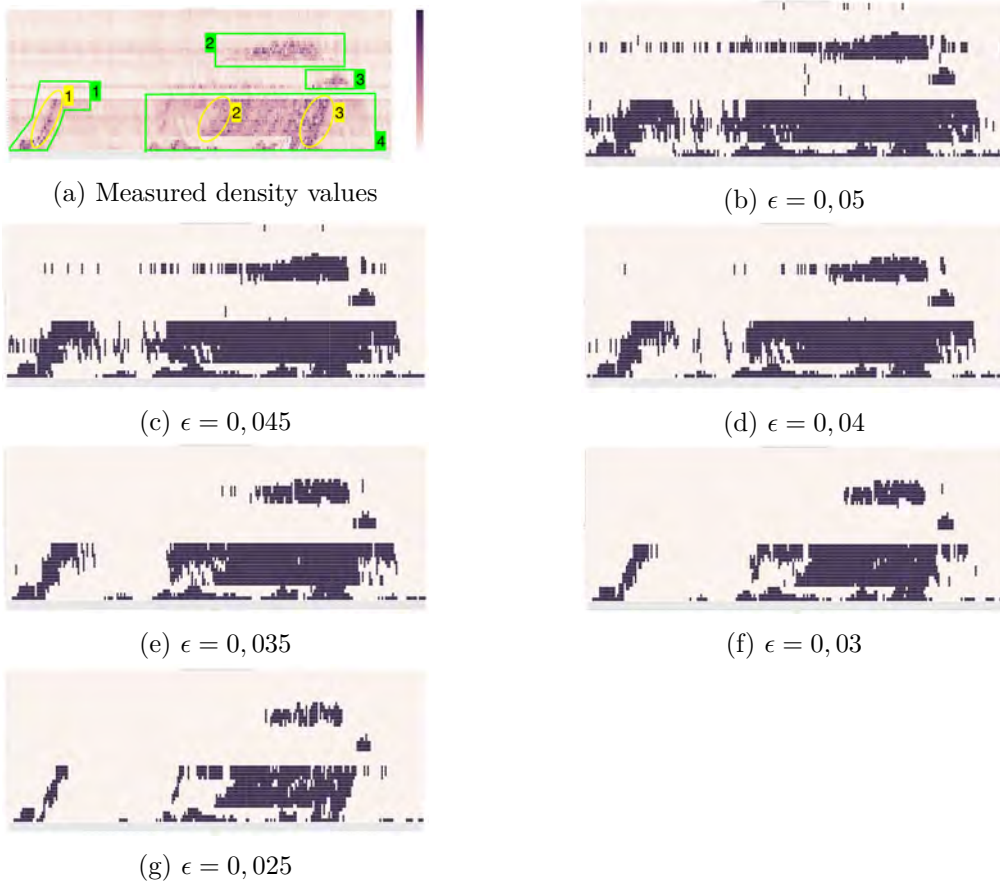 2
3
1
1
2
3
4
(a) Measured density values
(b) ϵ = 0, 05
(c) ϵ = 0, 045
(d) ϵ = 0, 04
(e) ϵ = 0, 035
(f) ϵ = 0, 03
(g) ϵ = 0, 025